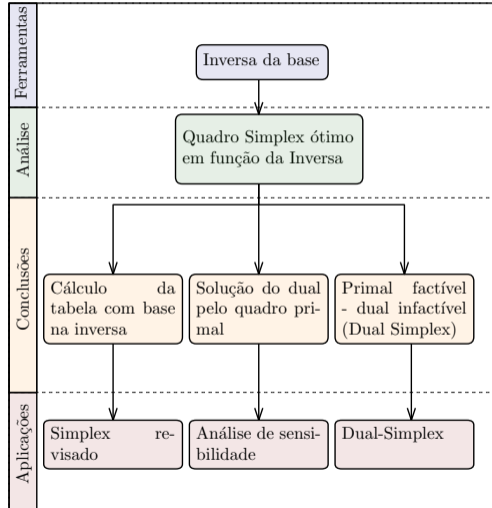 Ferramentas
Inversa da base
Análise
Quadro Simplex ótimo
em função da Inversa
Conclusões
Cálculo da
tabela com base
na inversa
Solução do dual
pelo quadro pri-
mal
Primal factível
- dual infactível
(Dual Simplex)
Aplicações
Simplex re-
visado
Análise de sensi-
bilidade
Dual-Simplex